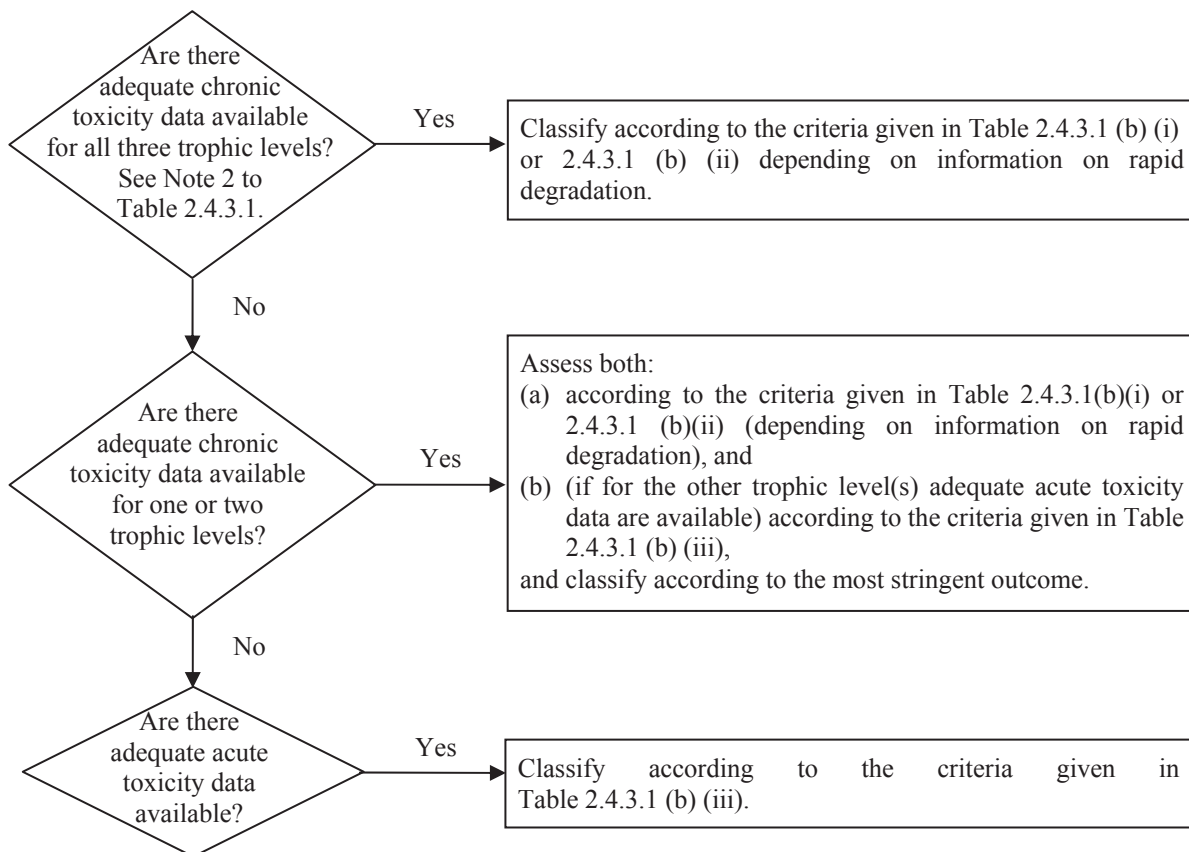 Are there
adequate chronic
toxicity data available
for all three trophic levels?
See Note 2 to
Table 2.4.3.1.
Yes
Classify according to the criteria given in Table 2.4.3.1 (b) (i)
or 2.4.3.1 (b) (ii) depending on information on rapid
degradation.
No
Are there
adequate chronic
toxicity data available
for one or two
trophic levels?
Yes
Assess both:
(a) according to the criteria given in Table 2.4.3.1(b)(i) or
2.4.3.1 (b)(ii) (depending on information on rapid
degradation), and
(b) (if for the other trophic level(s) adequate acute toxicity
data are available) according to the criteria given in Table
2.4.3.1 (b) (iii),
and classify according to the most stringent outcome.
No
Are there
adequate acute
toxicity data
available?
Yes
Classify according to the criteria given in
Table 2.4.3.1 (b) (iii).